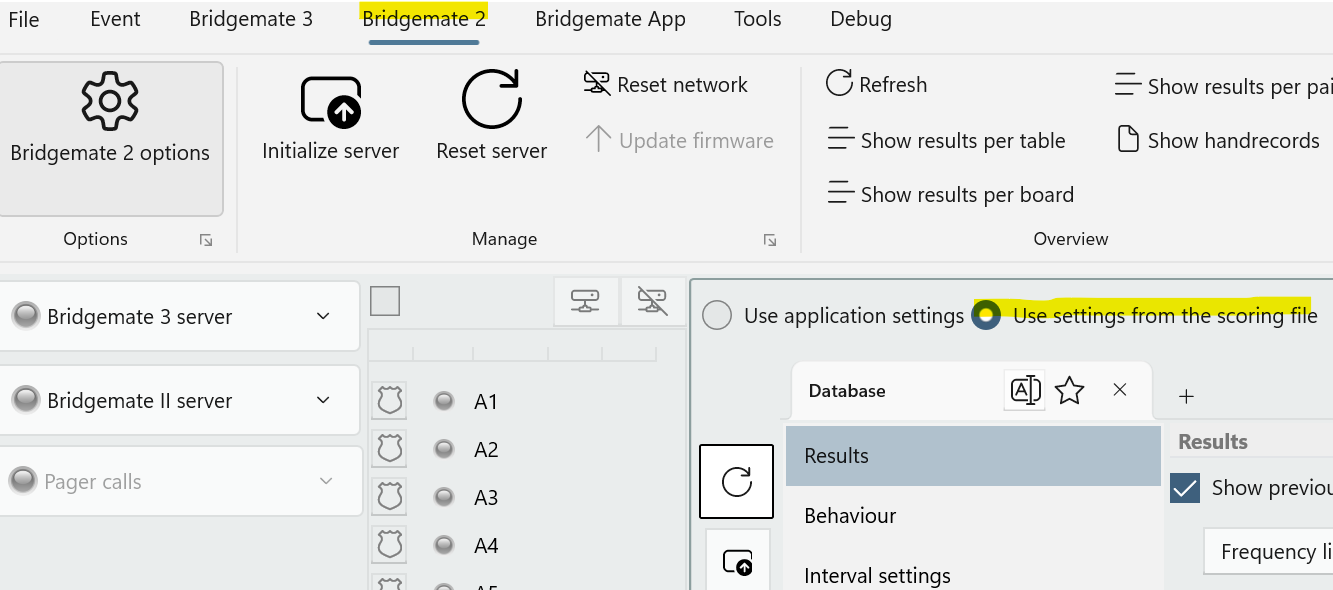 File Event Bridgemate 3 Bridgemate 2 Bridgemate App Tools Debug
Bridgemate 2 options
Options
Initialize server
Reset server
Reset network
Update firmware
Manage
Refresh
Show results per table
Show results per board
Show results per pai
Show handrecords
Overview
Bridgemate 3 server
Bridgemate II server
Pager calls
A1
A2
A3
A4
A5
Use application settings Use settings from the scoring file
Database
Results
Behaviour
Interval settings
Results
Show previou
Frequency li